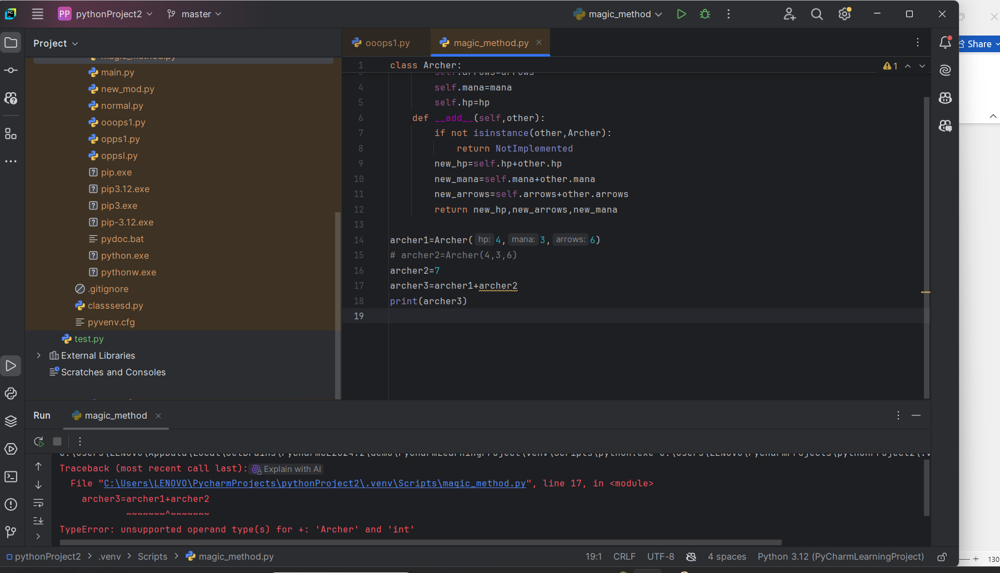 PP pythonProject2 master magic_method
Share
Project
magic_method.py
main.py
new_mod.py
normal.py
ooops1.py
opps1.py
oppsl.py
pip.exe
pip3.12.exe
pip3.exe
pip-3.12.exe
pydoc.bat
python.exe
pythonw.exe
.gitignore
classsesd.py
pyvenv.cfg
test.py
External Libraries
Scratches and Consoles
ooops1.py magic_method.py
1 class Archer: 1
self.arrows=arrows
4 self.mana=mana
5 self.hp=hp
6 def __add__(self,other):
7 if not isinstance(other,Archer):
8 return NotImplemented
9 new_hp=self.hp+other.hp
10 new_mana=self.mana+other.mana
11 new_arrows=self.arrows+other.arrows
12 return new_hp,new_arrows,new_mana
13
14 archer1=Archer( hp: 4, mana: 3, arrows: 6)
15 # archer2=Archer(4,3,6)
16 archer2=7
17 archer3=archer1+archer2
18 print(archer3)
19
Run magic_method
Traceback (most recent call last): Explain with AI
File "C:\Users\LENOVO\PycharmProjects\pythonProject2\.venv\Scripts\magic_method.py", line 17, in <module>
archer3=archer1+archer2
~~~~~~~^~~~~~~~
TypeError: unsupported operand type(s) for +: 'Archer' and 'int'
pythonProject2 > .venv > Scripts > magic_method.py 19:1 CRLF UTF-8 4 spaces Python 3.12 (PyCharmLearningProject)
130